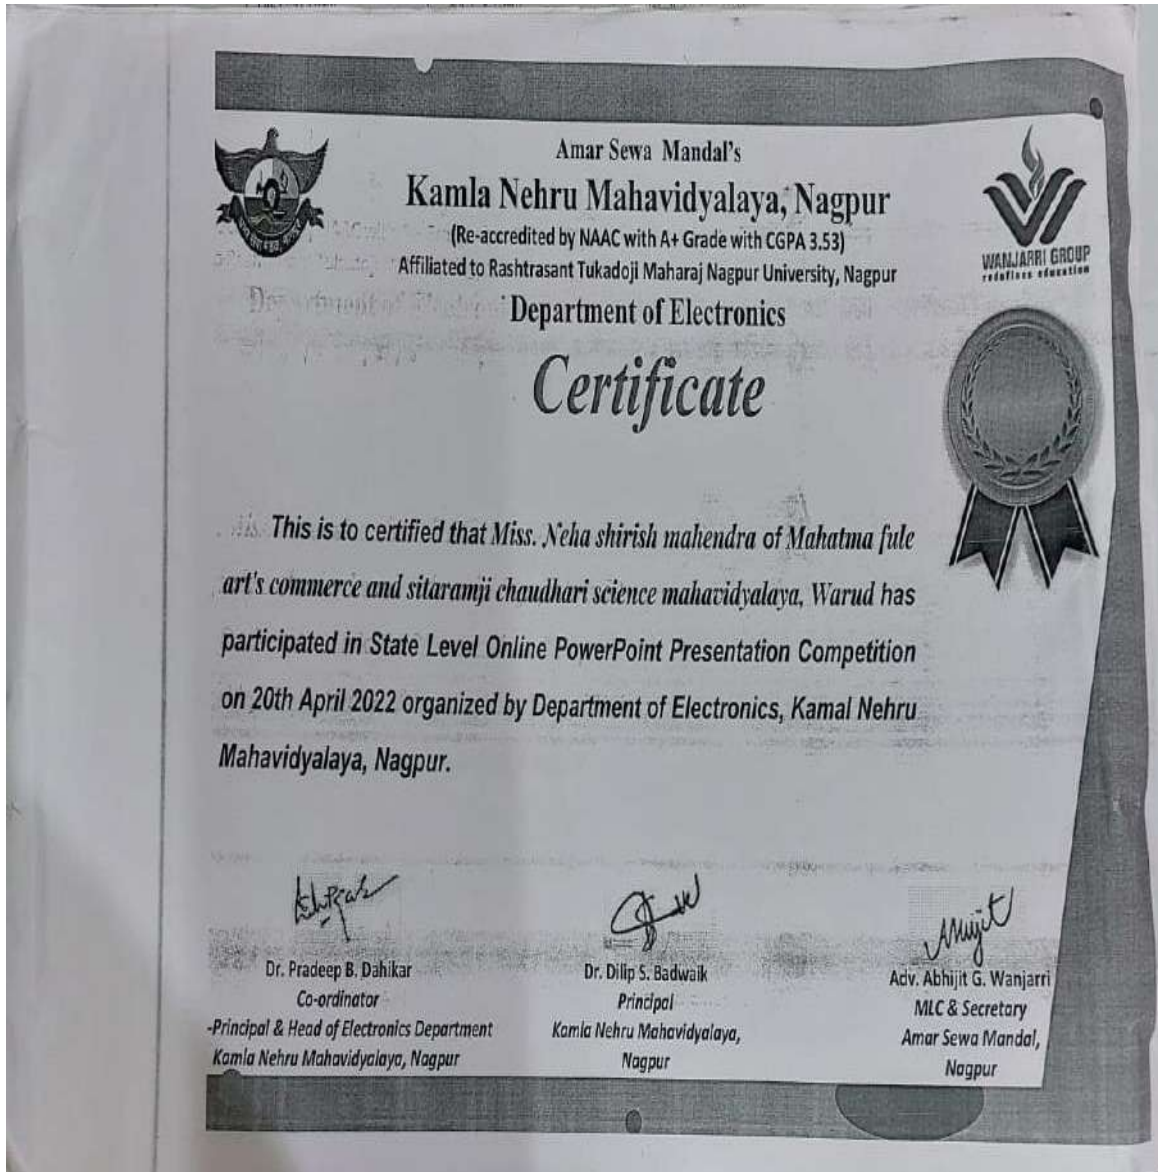 Amar Sewa Mandal's
Kamla Nehru Mahavidyalaya, Nagpur
(Re-accredited by NAAC with A+ Grade with CGPA 3.53)
Affiliated to Rashtrasant Tukadoji Maharaj Nagpur University, Nagpur
WANJARRI GROUP
redefines education
Department of Electronics
Certificate
This is to certified that Miss. Neha shirish mahendra of Mahatma fule
art's commerce and sitaramji chaudhari science mahavidyalaya, Warud has
participated in State Level Online PowerPoint Presentation Competition
on 20th April 2022 organized by Department of Electronics, Kamal Nehru
Mahavidyalaya, Nagpur.
Dr. Pradeep B. Dahikar
Co-ordinator
-Principal & Head of Electronics Department
Kamla Nehru Mahavidyalaya, Nagpur
Dr. Dilip S. Badwaik
Principal
Kamla Nehru Mahavidyalaya,
Nagpur
Adv. Abhijit G. Wanjarri
MLC & Secretary
Amar Sewa Mandal,
Nagpur